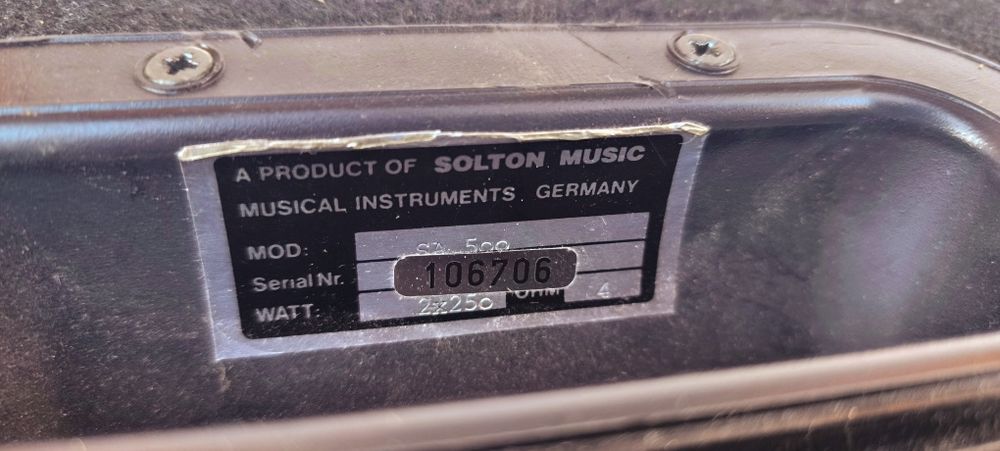 A PRODUCT OF SOLTON MUSIC
MUSICAL INSTRUMENTS GERMANY
MOD: SA 500
Serial Nr. 106706
WATT: 2x250 OHM 4